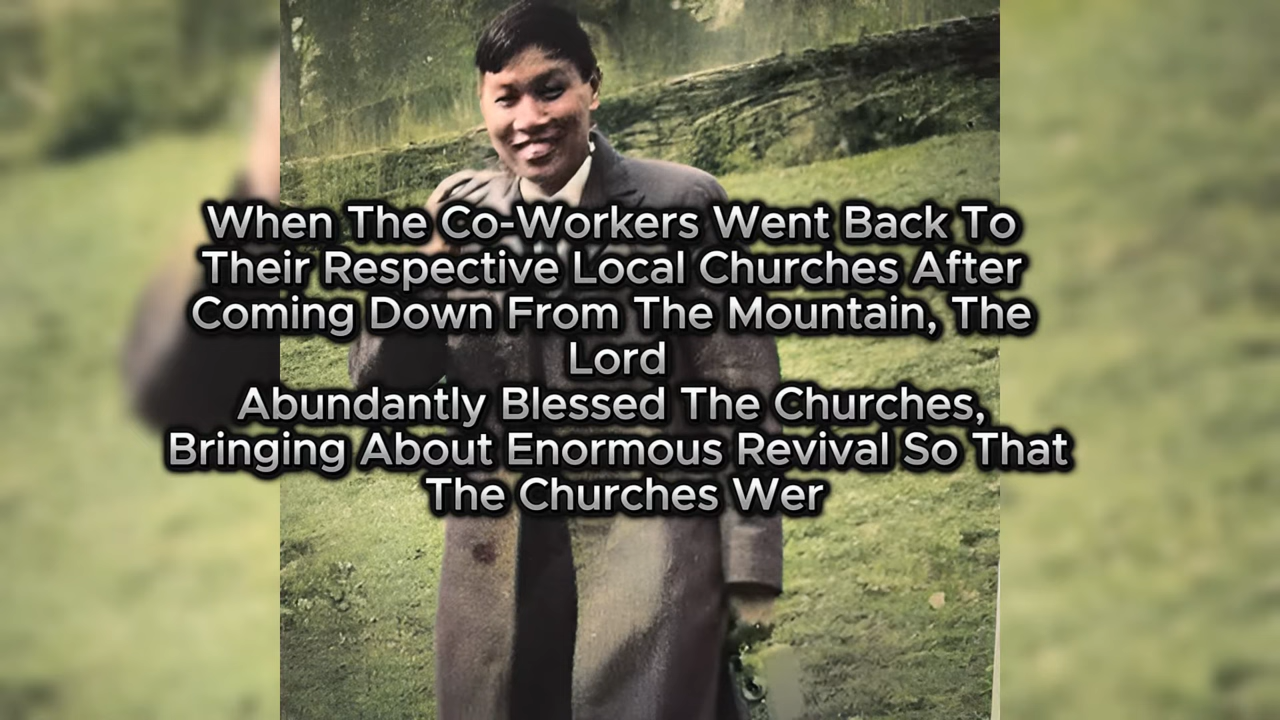 When The Co-Workers Went Back To
Their Respective Local Churches After
Coming Down From The Mountain, The
Lord
Abundantly Blessed The Churches,
Bringing About Enormous Revival So That
The Churches Wer